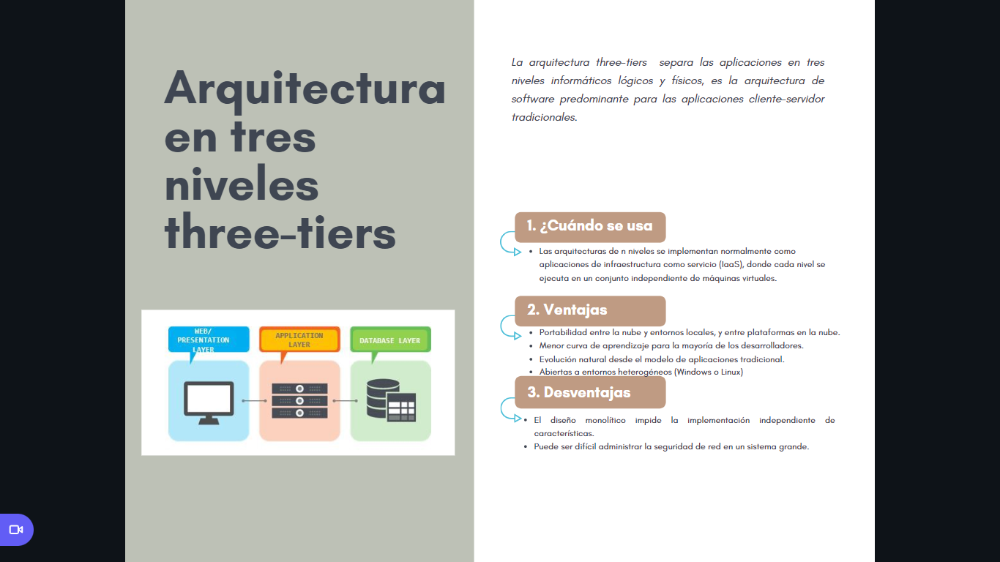 Arquitectura
en tres
niveles
three-tiers
WEB/
PRESENTATION
LAYER
APPLICATION
LAYER
DATABASE LAYER
La arquitectura three-tiers separa las aplicaciones en tres
niveles informáticos lógicos y físicos, es la arquitectura de
software predominante para las aplicaciones cliente-servidor
tradicionales.
1. ¿Cuándo se usa
• Las arquitecturas de n niveles se implementan normalmente como
aplicaciones de infraestructura como servicio (IaaS), donde cada nivel se
ejecuta en un conjunto independiente de máquinas virtuales.
2. Ventajas
• Portabilidad entre la nube y entornos locales, y entre plataformas en la nube.
• Menor curva de aprendizaje para la mayoría de los desarrolladores.
• Evolución natural desde el modelo de aplicaciones tradicional.
• Abiertas a entornos heterogéneos (Windows o Linux)
3. Desventajas
• El diseño monolítico impide la implementación independiente de
características.
• Puede ser difícil administrar la seguridad de red en un sistema grande.